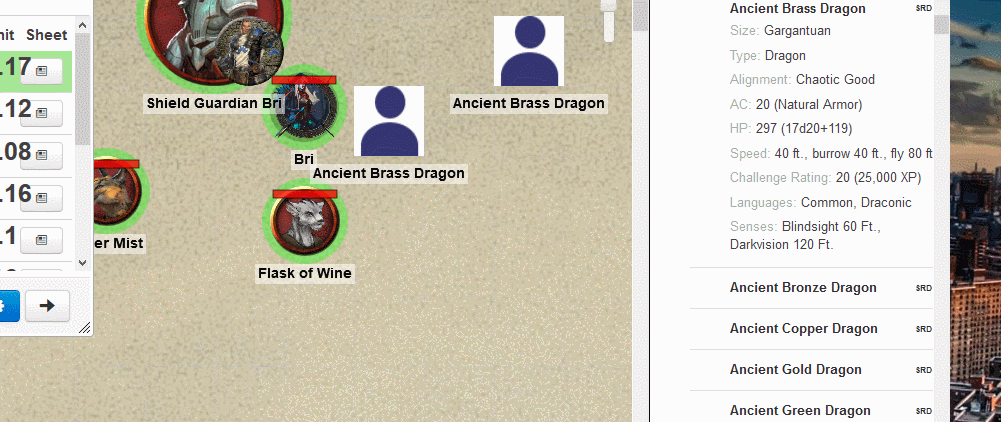 nit Sheet
.17
.12
.08
.16
.1
Shield Guardian Bri
Ancient Brass Dragon
Bri
Ancient Brass Dragon
er Mist
Flask of Wine
Ancient Brass Dragon SRD
Size: Gargantuan
Type: Dragon
Alignment: Chaotic Good
AC: 20 (Natural Armor)
HP: 297 (17d20+119)
Speed: 40 ft., burrow 40 ft., fly 80 ft
Challenge Rating: 20 (25,000 XP)
Languages: Common, Draconic
Senses: Blindsight 60 Ft.,
Darkvision 120 Ft.
Ancient Bronze Dragon SRD
Ancient Copper Dragon SRD
Ancient Gold Dragon SRD
Ancient Green Dragon SRD